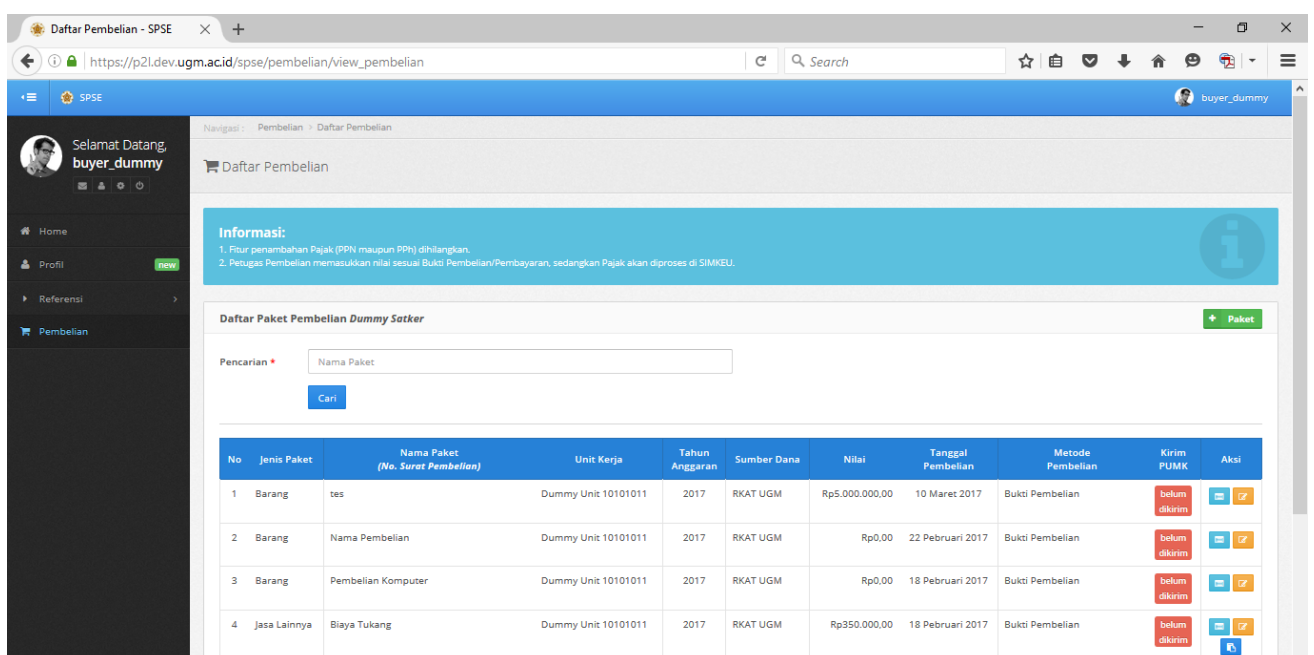 Daftar Pembelian - SPSE
https://p2l.dev.ugm.ac.id/spse/pembelian/view_pembelian
Search
SPSE
buyer_dummy
Selamat Datang,
buyer_dummy
Home
Profil new
Referensi
Pembelian
Navigasi : Pembelian > Daftar Pembelian
Daftar Pembelian
Informasi:
1. Fitur penambahan Pajak (PPN maupun PPh) dihilangkan.
2. Petugas Pembelian memasukkan nilai sesuai Bukti Pembelian/Pembayaran, sedangkan Pajak akan diproses di SIMKEU.
Daftar Paket Pembelian Dummy Satker
+ Paket
Pencarian * Nama Paket
Cari
No Jenis Paket Nama Paket (No. Surat Pembelian) Unit Kerja Tahun Anggaran Sumber Dana Nilai Tanggal Pembelian Metode Pembelian Kirim PUMK Aksi
1 Barang tes Dummy Unit 10101011 2017 RKAT UGM Rp5.000.000,00 10 Maret 2017 Bukti Pembelian belum dikirim
2 Barang Nama Pembelian Dummy Unit 10101011 2017 RKAT UGM Rp0,00 22 Pebruari 2017 Bukti Pembelian belum dikirim
3 Barang Pembelian Komputer Dummy Unit 10101011 2017 RKAT UGM Rp0,00 18 Pebruari 2017 Bukti Pembelian belum dikirim
4 Jasa Lainnya Biaya Tukang Dummy Unit 10101011 2017 RKAT UGM Rp350.000,00 18 Pebruari 2017 Bukti Pembelian belum dikirim